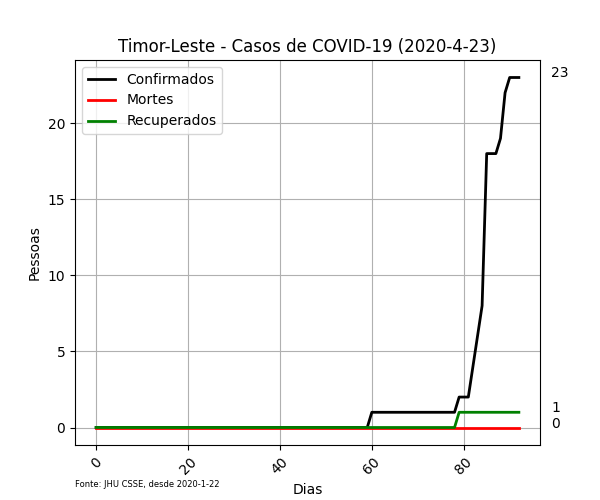 Timor-Leste - Casos de COVID-19 (2020-4-23)
Confirmados
Mortes
Recuperados
23
20
15
10
5
0
1
0
Pessoas
0
20
40
60
80
Dias
Fonte: JHU CSSE, desde 2020-1-22